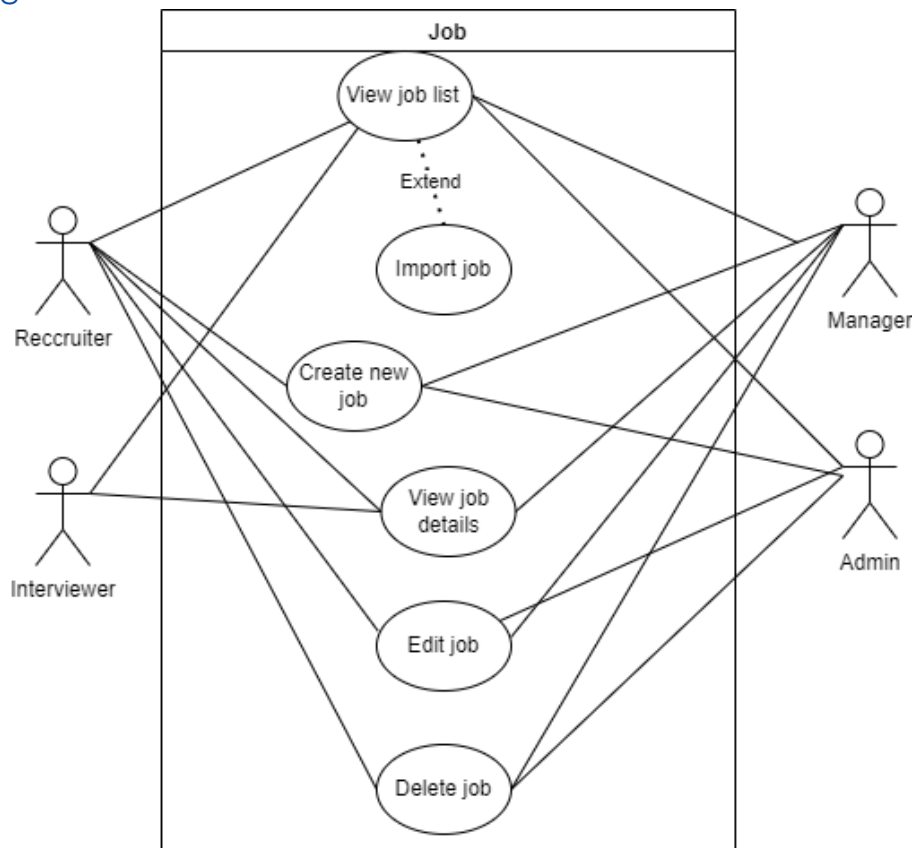 Job
View job list
Extend
Import job
Reccruiter
Manager
Create new
job
View job
details
Interviewer
Admin
Edit job
Delete job